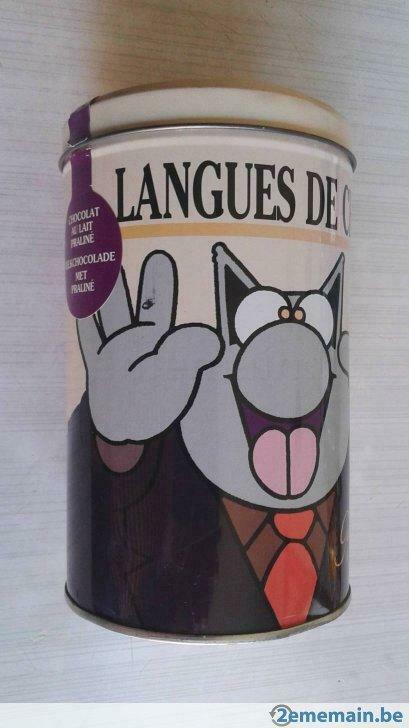 LANGUES DE C
CHOCOLAT
AU LAIT
PRALINÉ
MELKCHOCOLADE
MET
PRALINÉ
2ememain.be